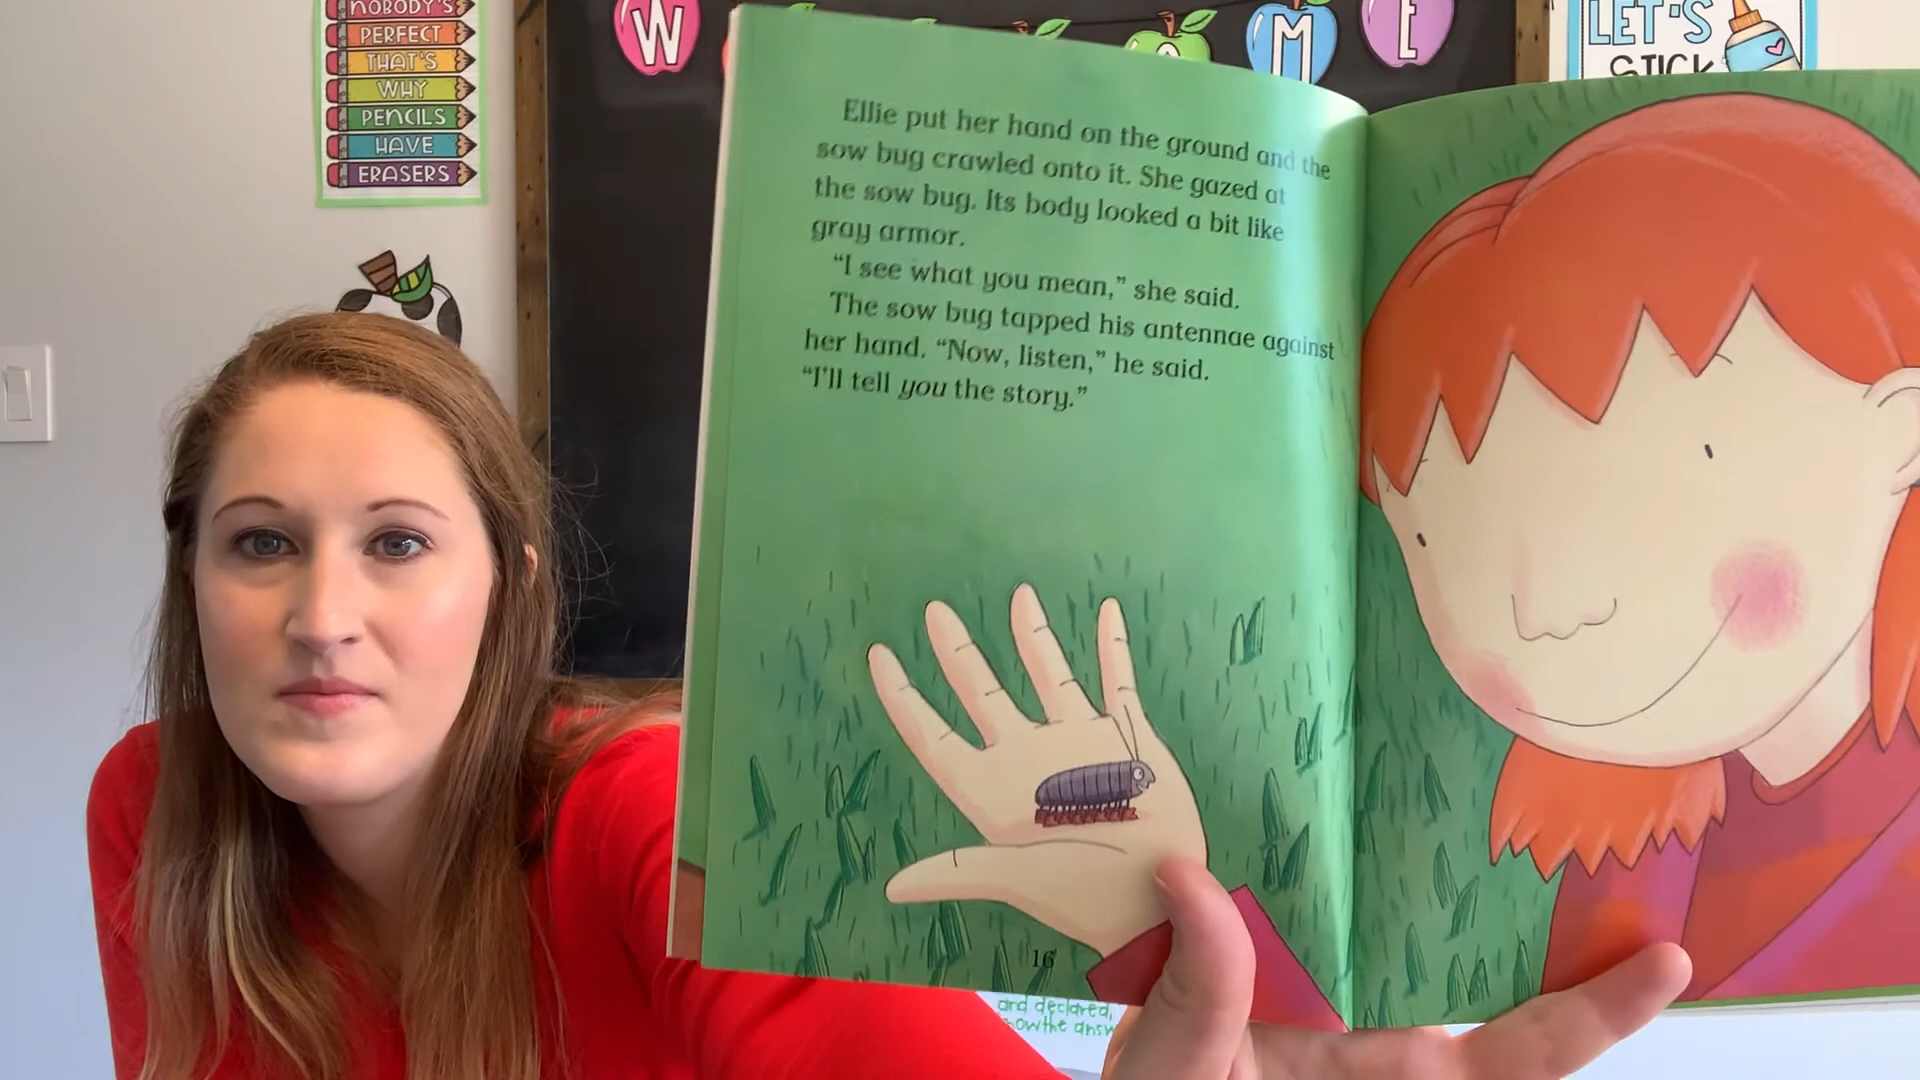 NOBODY'S
PERFECT
THAT'S
WHY
PENCILS
HAVE
ERASERS
W
M
E
LET'S
STICK
Ellie put her hand on the ground and the
sow bug crawled onto it. She gazed at
the sow bug. Its body looked a bit like
gray armor.
“I see what you mean,” she said.
The sow bug tapped his antennae against
her hand. “Now, listen,” he said.
“I'll tell you the story.”
16
and declared,
the